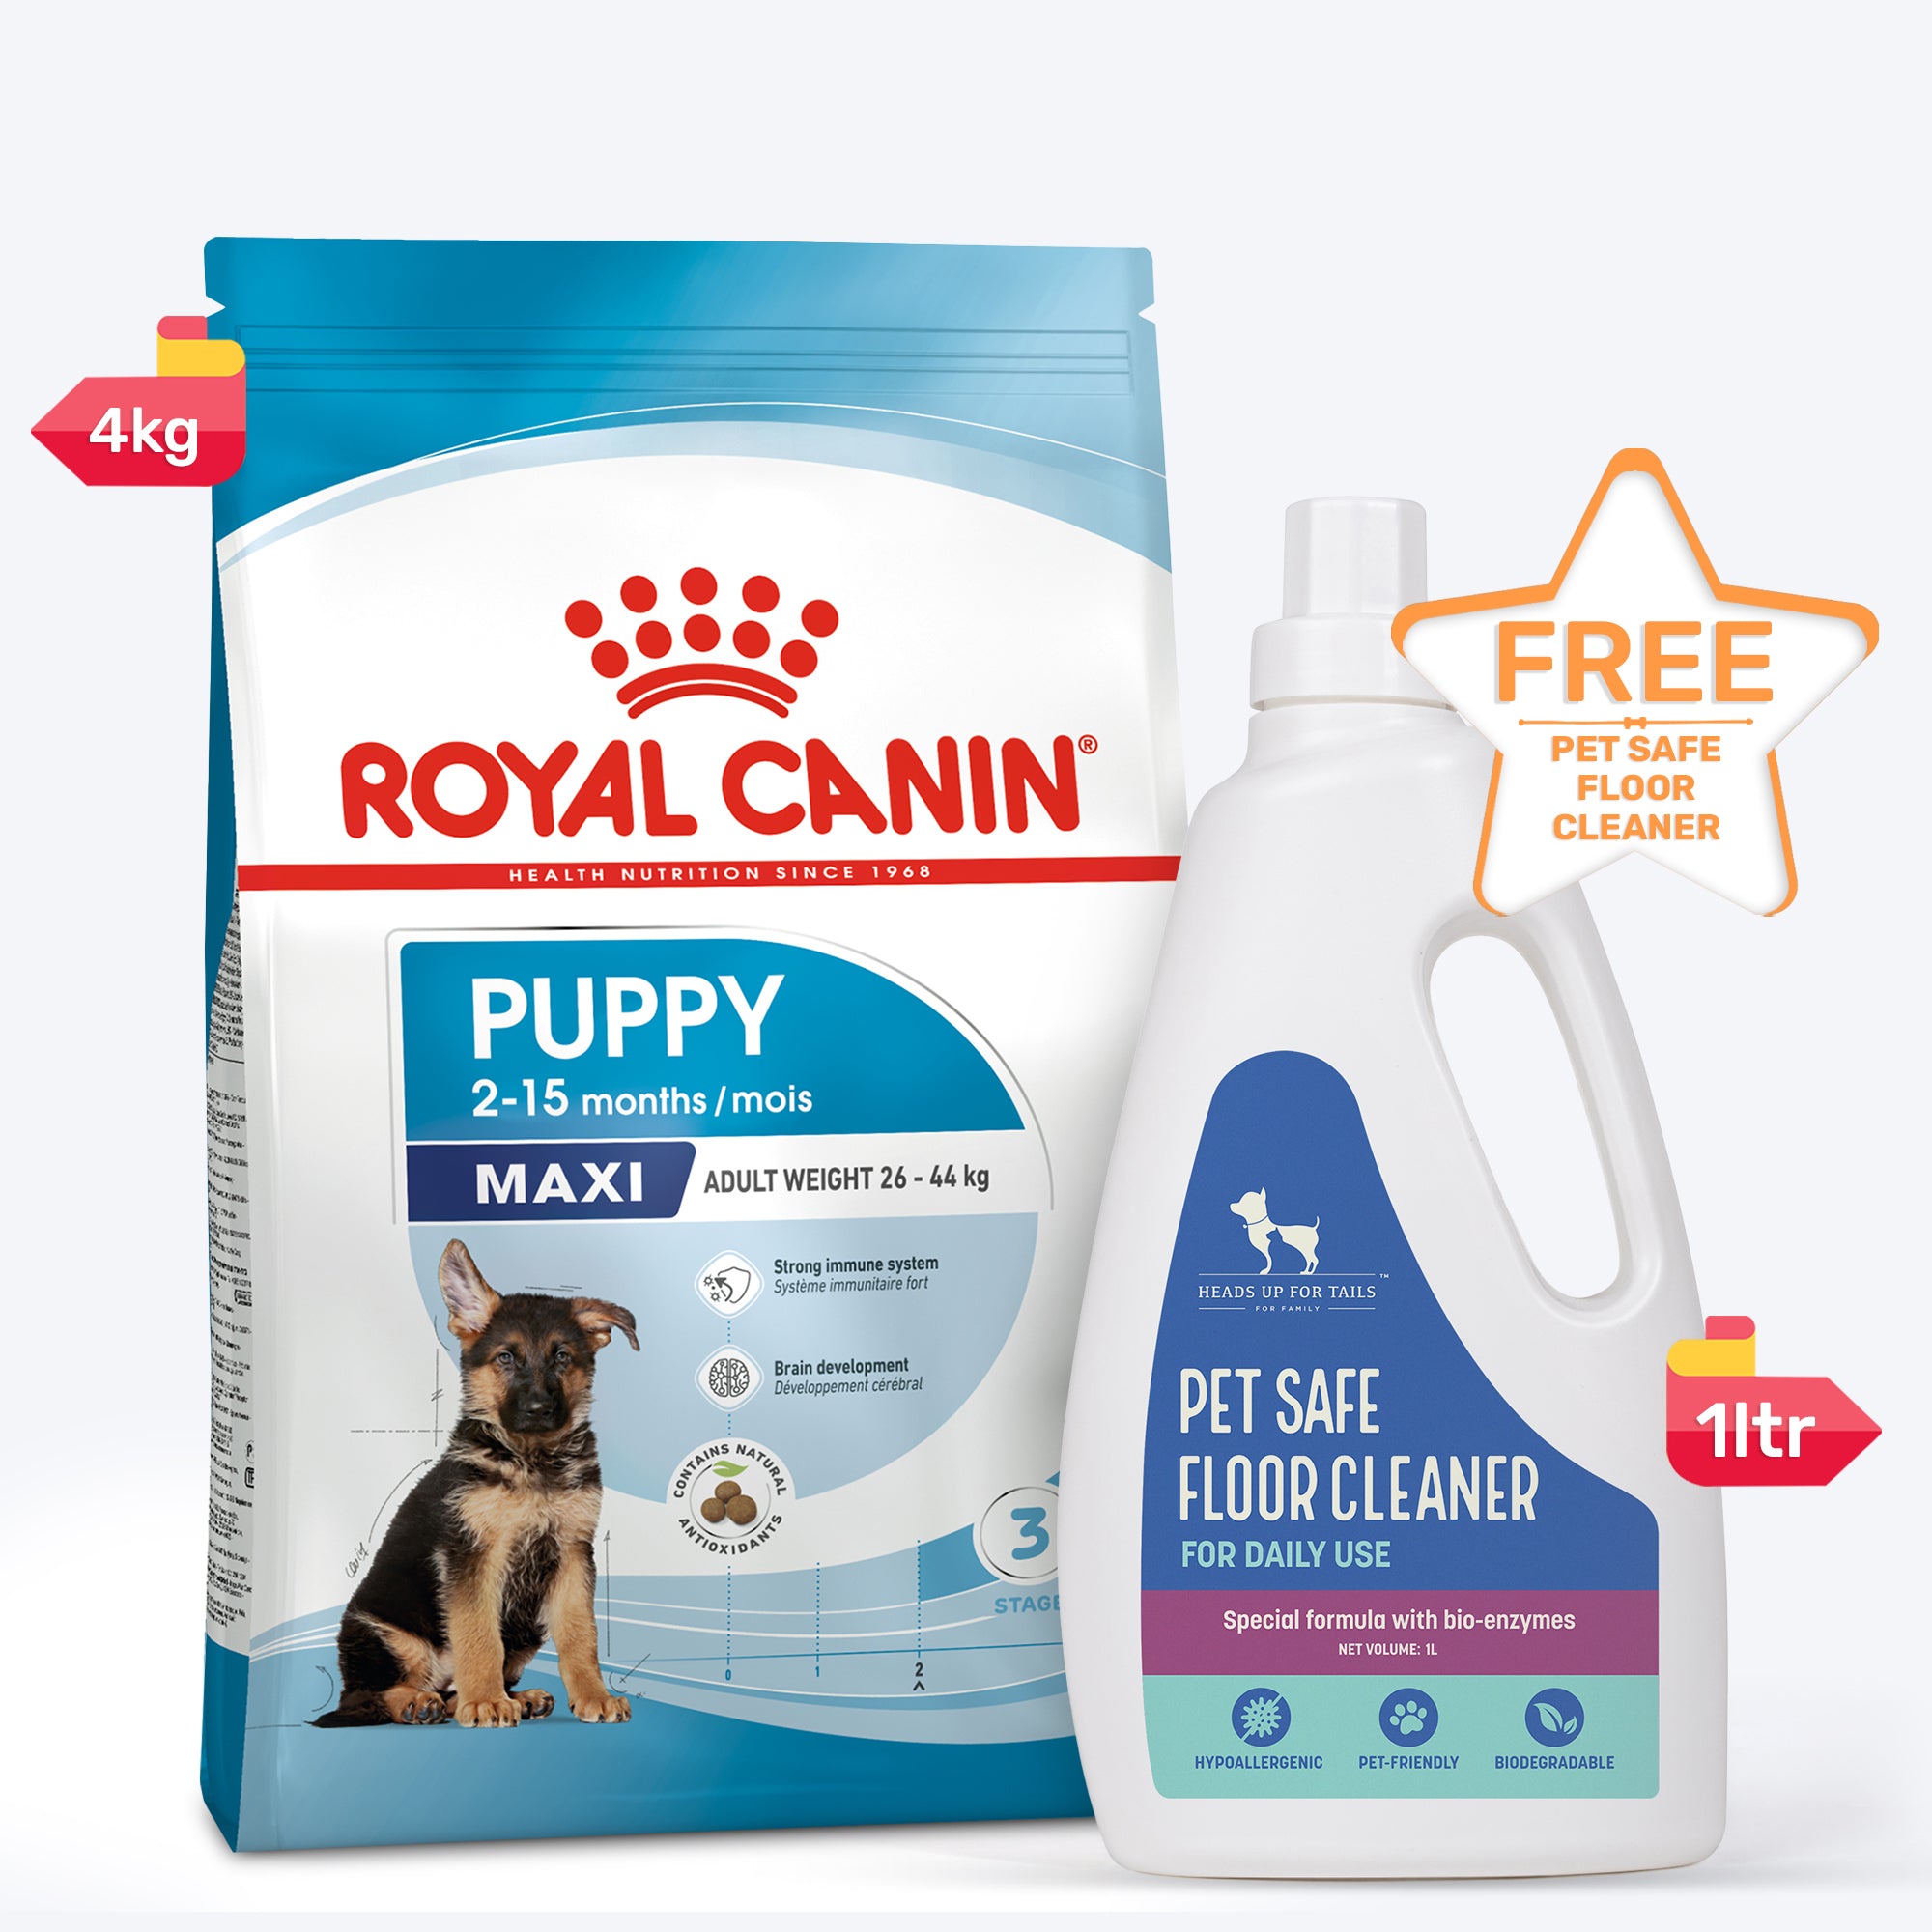 4kg
ROYAL CANIN®
HEALTH NUTRITION SINCE 1968
PUPPY
2-15 months/mois
MAXI
ADULT WEIGHT 26 - 44 kg
Strong immune system
Système immunitaire fort
Brain development
Développement cérébral
CONTAINS NATURAL
ANTIOXIDANTS
3
STAGE
0 1 2
FREE
PET SAFE
FLOOR
CLEANER
HEADS UP FOR TAILS™
FOR FAMILY
PET SAFE
FLOOR CLEANER
FOR DAILY USE
Special formula with bio-enzymes
NET VOLUME: 1L
HYPOALLERGENIC
PET-FRIENDLY
BIODEGRADABLE
1ltr